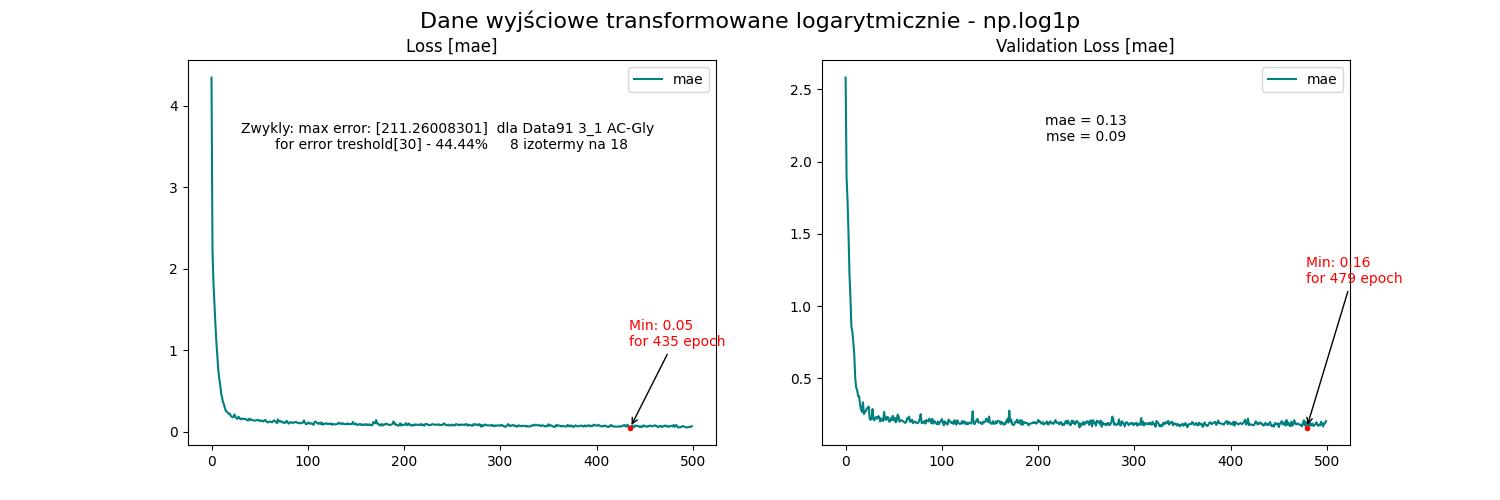 Dane wyjściowe transformowane logarytmicznie - np.log1p
Loss [mae]
mae
Zwykly: max error: [211.26008301]  dla Data91 3_1 AC-Gly
for error treshold[30] - 44.44%     8 izotermy na 18
Min: 0.05
for 435 epoch
4
3
2
1
0
0 100 200 300 400 500
Validation Loss [mae]
mae
mae = 0.13
mse = 0.09
Min: 0.16
for 479 epoch
2.5
2.0
1.5
1.0
0.5
0 100 200 300 400 500